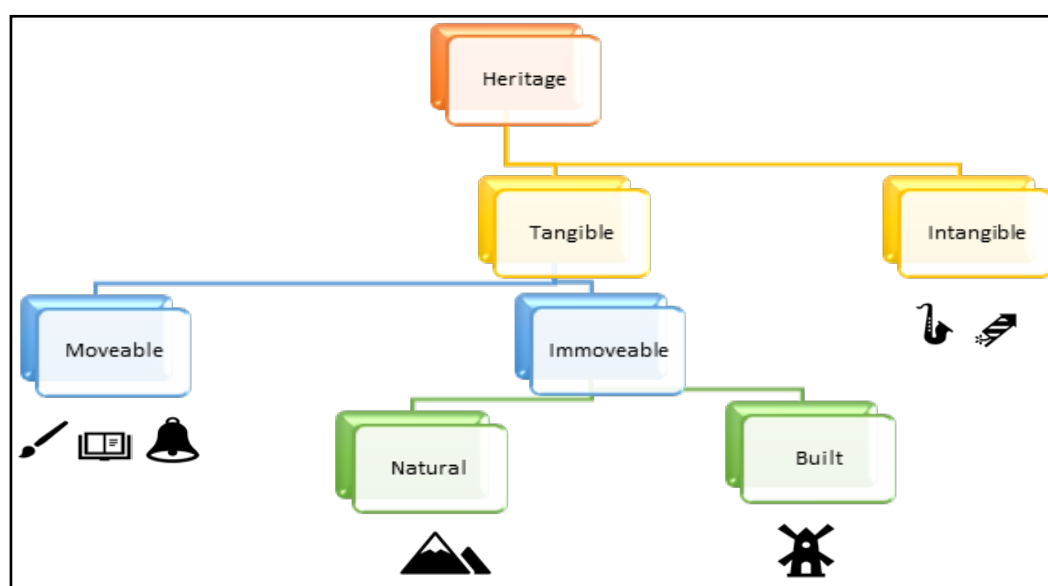 Heritage
Tangible
Intangible
Moveable
Immoveable
Natural
Built